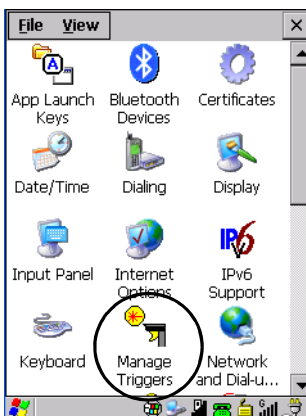 File View
App Launch Keys
Bluetooth Devices
Certificates
Date/Time
Dialing
Display
Input Panel
Internet Options
IPv6
IPv6 Support
Keyboard
Manage Triggers
Network and Dial-u...